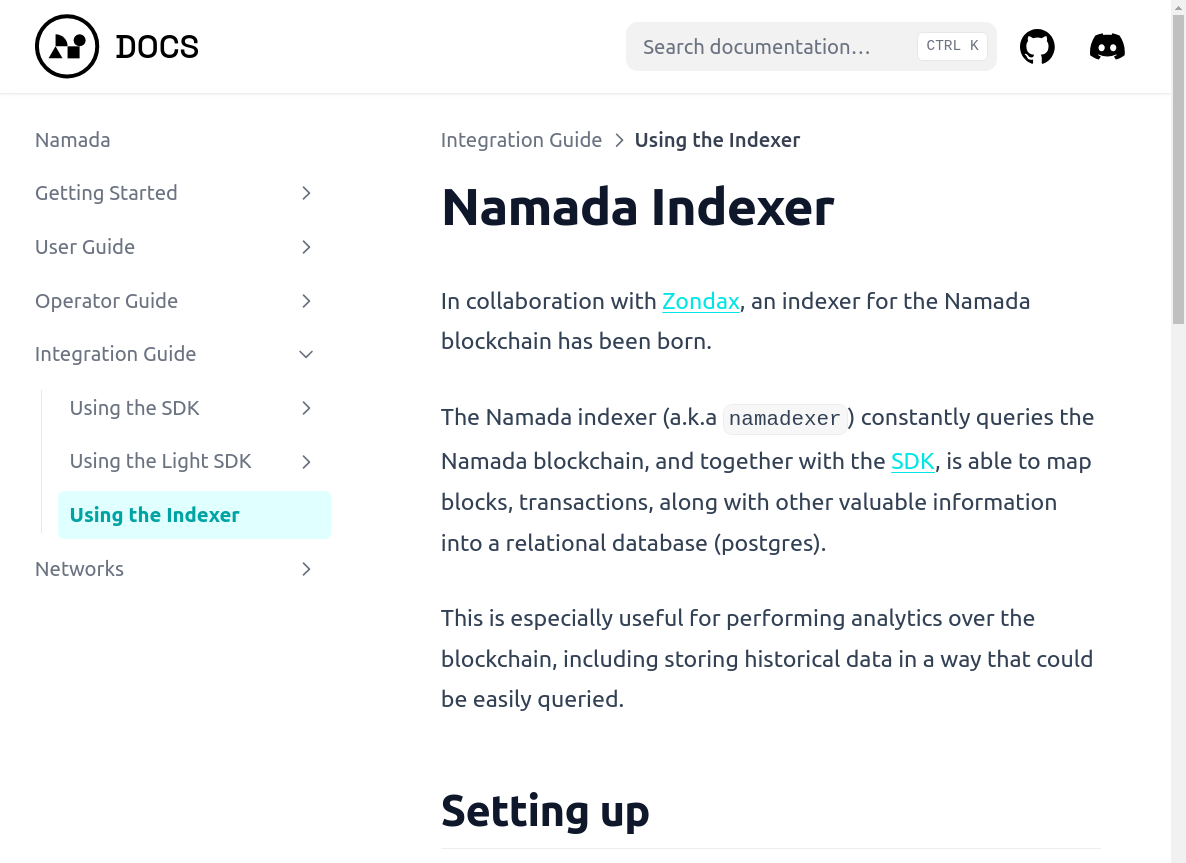 DOCS
Search documentation…
CTRL K
Namada
Getting Started
User Guide
Operator Guide
Integration Guide
Using the SDK
Using the Light SDK
Using the Indexer
Networks
Integration Guide > Using the Indexer
Namada Indexer
In collaboration with Zondax, an indexer for the Namada
blockchain has been born.
The Namada indexer (a.k.a namadexer) constantly queries the
Namada blockchain, and together with the SDK, is able to map
blocks, transactions, along with other valuable information
into a relational database (postgres).
This is especially useful for performing analytics over the
blockchain, including storing historical data in a way that could
be easily queried.
Setting up